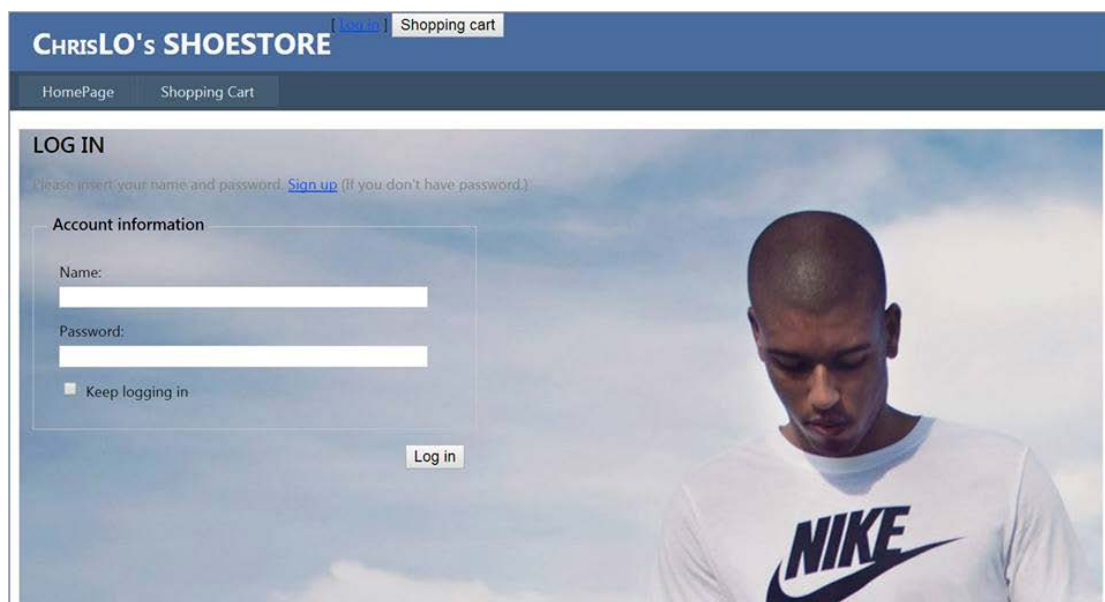 [ Log in ] Shopping cart
CHRISLO's SHOESTORE
HomePage Shopping Cart
LOG IN
Please insert your name and password. Sign up (If you don't have password.)
Account information
Name:
Password:
Keep logging in
Log in
NIKE